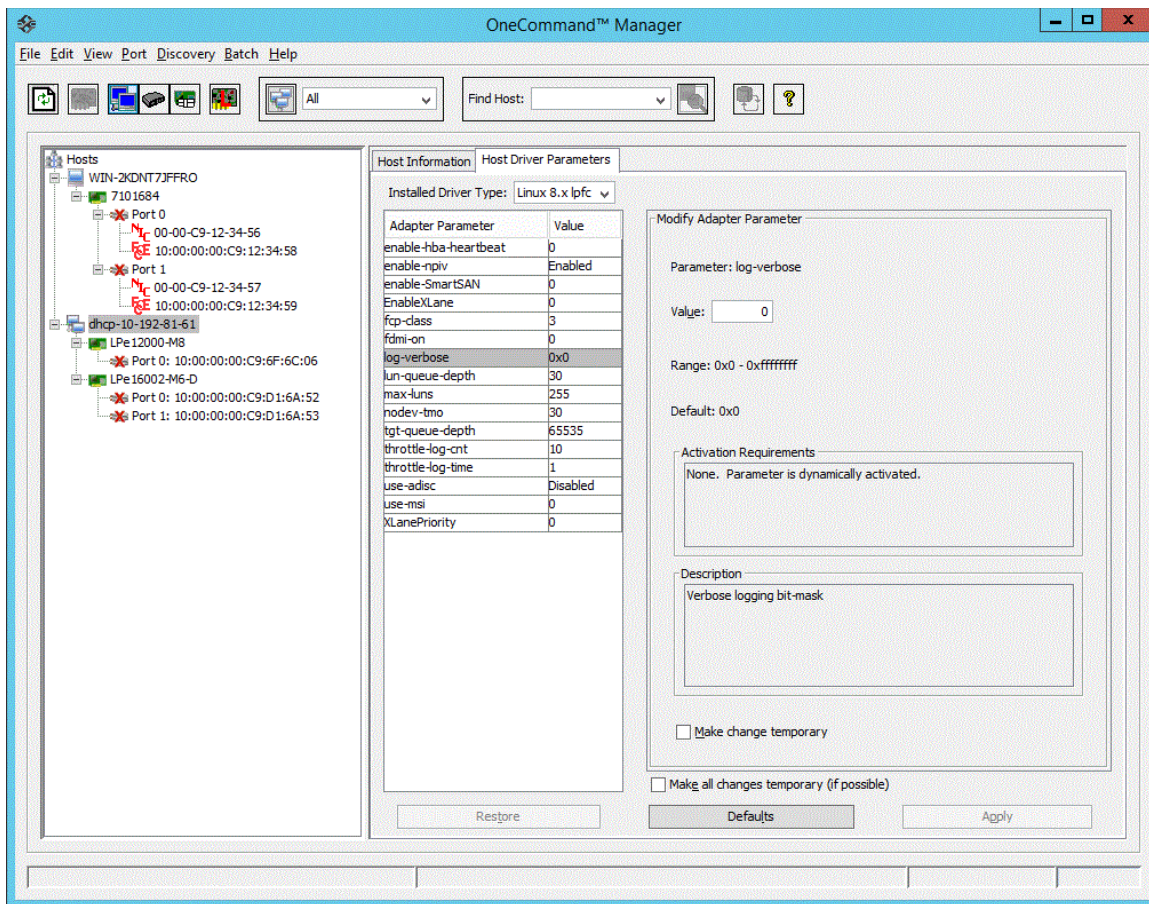 OneCommand™ Manager
File Edit View Port Discovery Batch Help
All
Find Host:
Hosts
WIN-2KDNT7JFFRO
7101684
Port 0
NIC 00-00-C9-12-34-56
FCoE 10:00:00:00:C9:12:34:58
Port 1
NIC 00-00-C9-12-34-57
FCoE 10:00:00:00:C9:12:34:59
dhcp-10-192-81-61
LPe12000-M8
Port 0: 10:00:00:00:C9:6F:6C:06
LPe16002-M6-D
Port 0: 10:00:00:00:C9:D1:6A:52
Port 1: 10:00:00:00:C9:D1:6A:53
Host Information Host Driver Parameters
Installed Driver Type: Linux 8.x lpfc
Adapter Parameter Value
enable-hba-heartbeat 0
enable-npiv Enabled
enable-SmartSAN 0
EnableXLane 0
fcp-class 3
fdmi-on 0
log-verbose 0x0
lun-queue-depth 30
max-luns 255
nodev-tmo 30
tgt-queue-depth 65535
throttle-log-cnt 10
throttle-log-time 1
use-adisc Disabled
use-msi 0
XLanePriority 0
Restore
Modify Adapter Parameter
Parameter: log-verbose
Value: 0
Range: 0x0 - 0xffffffff
Default: 0x0
Activation Requirements
None. Parameter is dynamically activated.
Description
Verbose logging bit-mask
Make change temporary
Make all changes temporary (if possible)
Defaults Apply